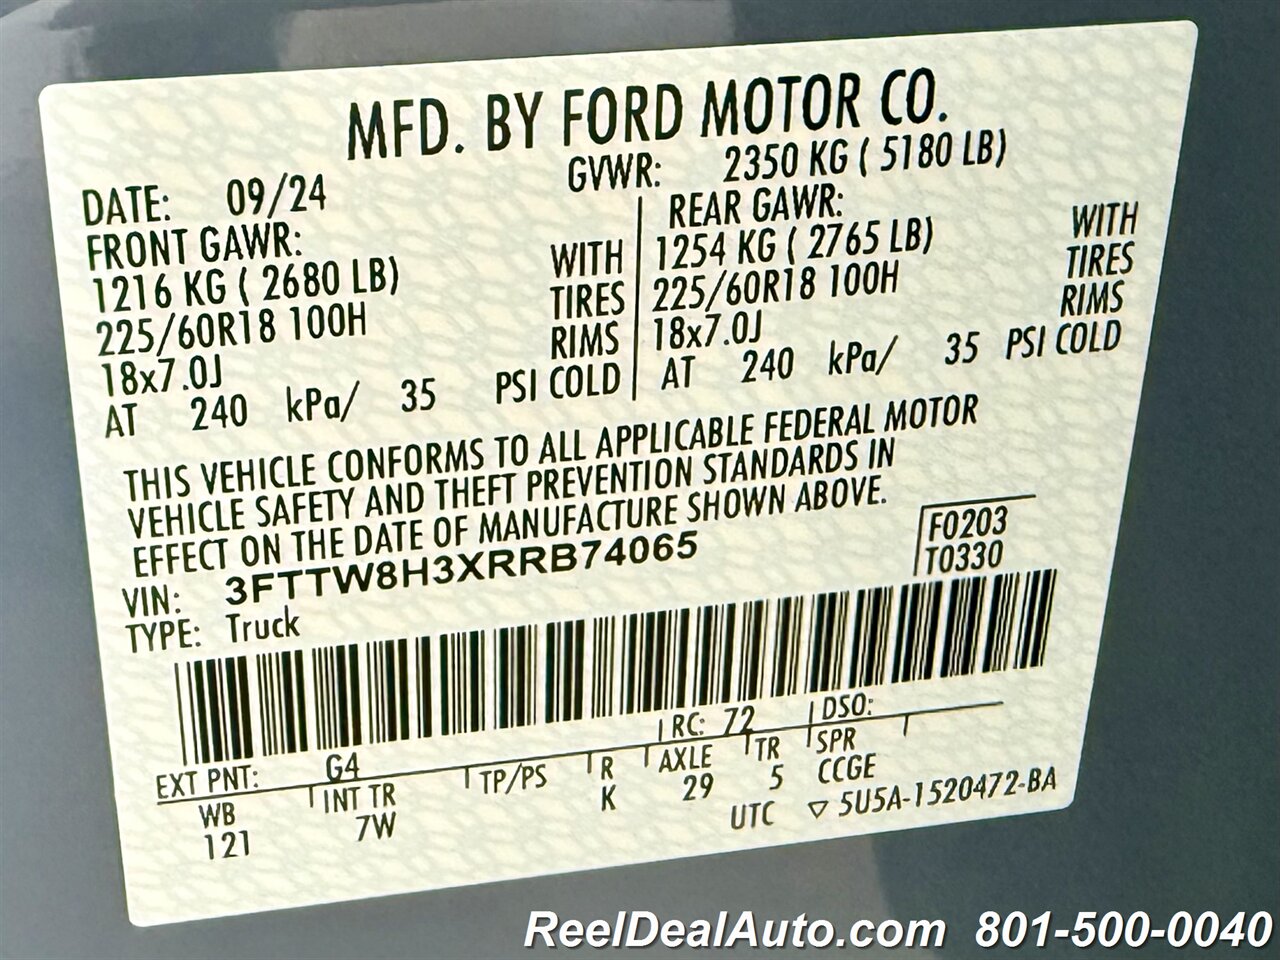 MFD. BY FORD MOTOR CO.
DATE: 09/24 GVWR: 2350 KG ( 5180 LB)
FRONT GAWR: REAR GAWR:
1216 KG ( 2680 LB) WITH 1254 KG ( 2765 LB) WITH
225/60R18 100H TIRES 225/60R18 100H TIRES
18x7.0J RIMS 18x7.0J RIMS
AT 240 kPa/ 35 PSI COLD AT 240 kPa/ 35 PSI COLD
THIS VEHICLE CONFORMS TO ALL APPLICABLE FEDERAL MOTOR
VEHICLE SAFETY AND THEFT PREVENTION STANDARDS IN
EFFECT ON THE DATE OF MANUFACTURE SHOWN ABOVE.
VIN: 3FTTW8H3XRRB74065 F0203
TYPE: Truck T0330
EXT PNT: G4 RC: 72 DSO:
WB INT TR TP/PS R AXLE TR SPR
121 7W K 29 5 CCGE
UTC ▽ 5U5A-1520472-BA
ReelDealAuto.com 801-500-0040